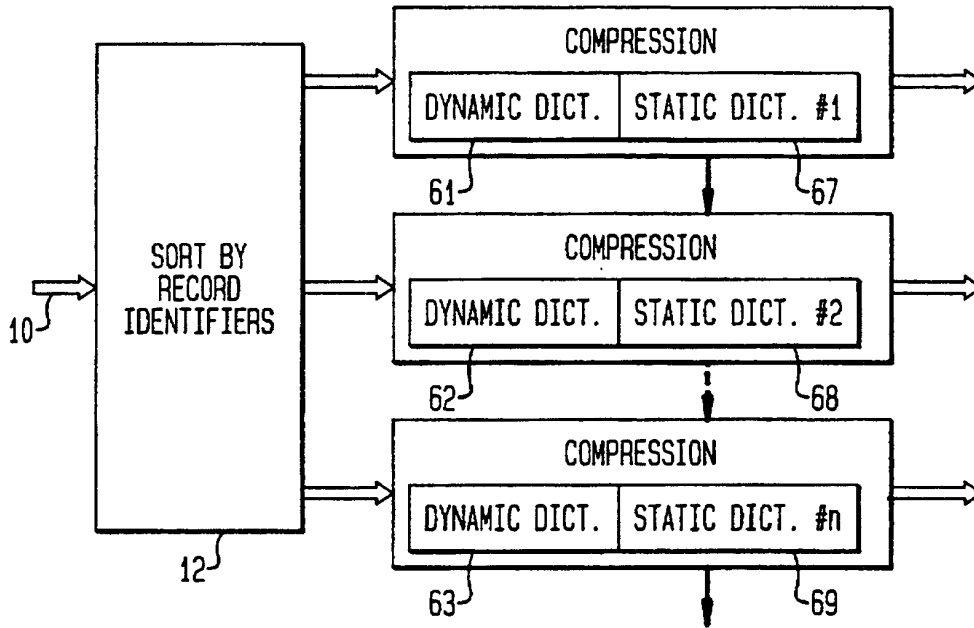 COMPRESSION
DYNAMIC DICT. STATIC DICT. #1
61 67
COMPRESSION
SORT BY
RECORD
IDENTIFIERS
DYNAMIC DICT. STATIC DICT. #2
10
62 68
COMPRESSION
DYNAMIC DICT. STATIC DICT. #n
12
63 69